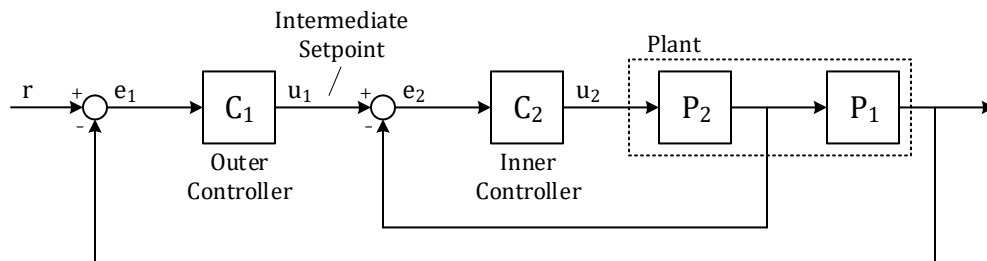 Intermediate
Setpoint
Plant
r
+
-
e1
C1
u1
+
-
e2
C2
u2
P2
P1
Outer
Controller
Inner
Controller